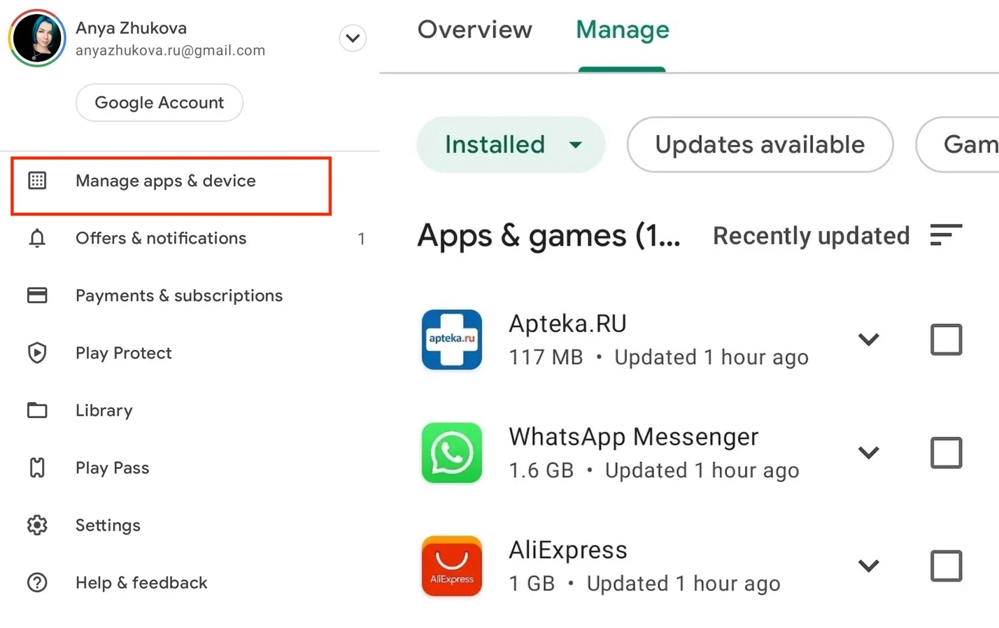 Anya Zhukova
anyazhukova.ru@gmail.com
Google Account
Manage apps & device
Offers & notifications 1
Payments & subscriptions
Play Protect
Library
Play Pass
Settings
Help & feedback
Overview Manage
Installed Updates available Gam
Apps & games (1... Recently updated
apteka.ru
Apteka.RU
117 MB • Updated 1 hour ago
WhatsApp Messenger
1.6 GB • Updated 1 hour ago
AliExpress
AliExpress
1 GB • Updated 1 hour ago